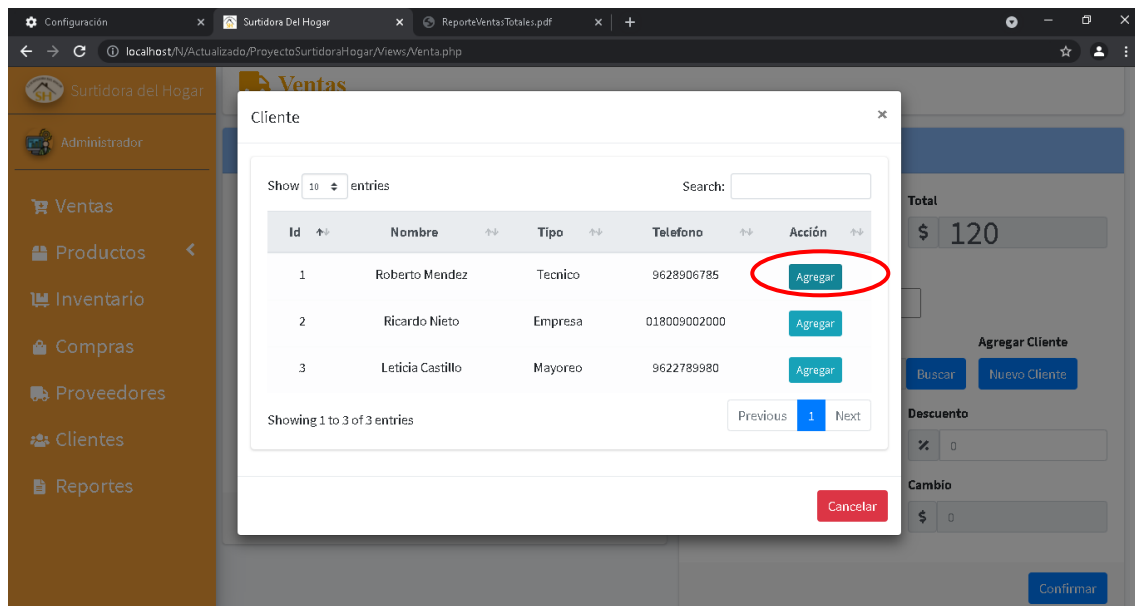 Configuración
Surtidora Del Hogar
ReporteVentasTotales.pdf
localhost/N/Actualizado/ProyectoSurtidoraHogar/Views/Venta.php
SH
Surtidora del Hogar
Administrador
Ventas
Productos
Inventario
Compras
Proveedores
Clientes
Reportes
Ventas
Cliente ×
Show 10 entries Search:
Id Nombre Tipo Telefono Acción
1 Roberto Mendez Tecnico 9628906785 Agregar
2 Ricardo Nieto Empresa 018009002000 Agregar
3 Leticia Castillo Mayoreo 9622789980 Agregar
Showing 1 to 3 of 3 entries Previous 1 Next
Cancelar
Total
$ 120
Agregar Cliente
Buscar Nuevo Cliente
Descuento
% 0
Cambio
$ 0
Confirmar